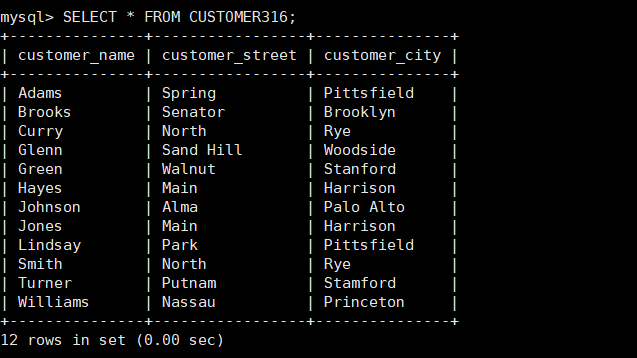 mysql> SELECT * FROM CUSTOMER316;
+---------------+-----------------+---------------+
| customer_name | customer_street | customer_city |
+---------------+-----------------+---------------+
| Adams         | Spring          | Pittsfield    |
| Brooks        | Senator         | Brooklyn      |
| Curry         | North           | Rye           |
| Glenn         | Sand Hill       | Woodside      |
| Green         | Walnut          | Stanford      |
| Hayes         | Main            | Harrison      |
| Johnson       | Alma            | Palo Alto     |
| Jones         | Main            | Harrison      |
| Lindsay       | Park            | Pittsfield    |
| Smith         | North           | Rye           |
| Turner        | Putnam          | Stamford      |
| Williams      | Nassau          | Princeton     |
+---------------+-----------------+---------------+
12 rows in set (0.00 sec)